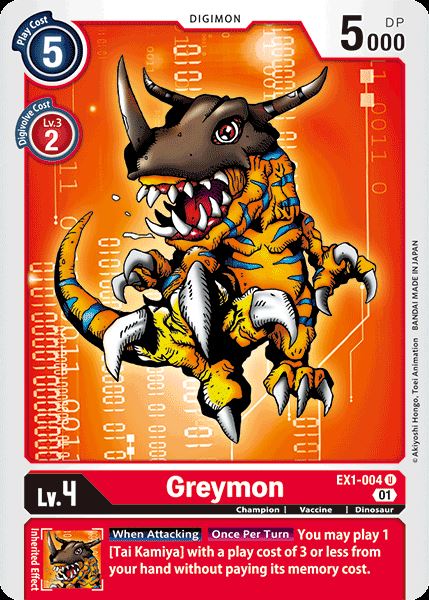 DIGIMON
Play Cost
5
DP
5000
Digivolve Cost
Lv.3
2
© Akiyoshi Hongo, Toei Animation BANDAI MADE IN JAPAN
EX1-004 U
Lv.4
Greymon
01
Champion | Vaccine | Dinosaur
Inherited Effect
When Attacking Once Per Turn You may play 1
[Tai Kamiya] with a play cost of 3 or less from
your hand without paying its memory cost.